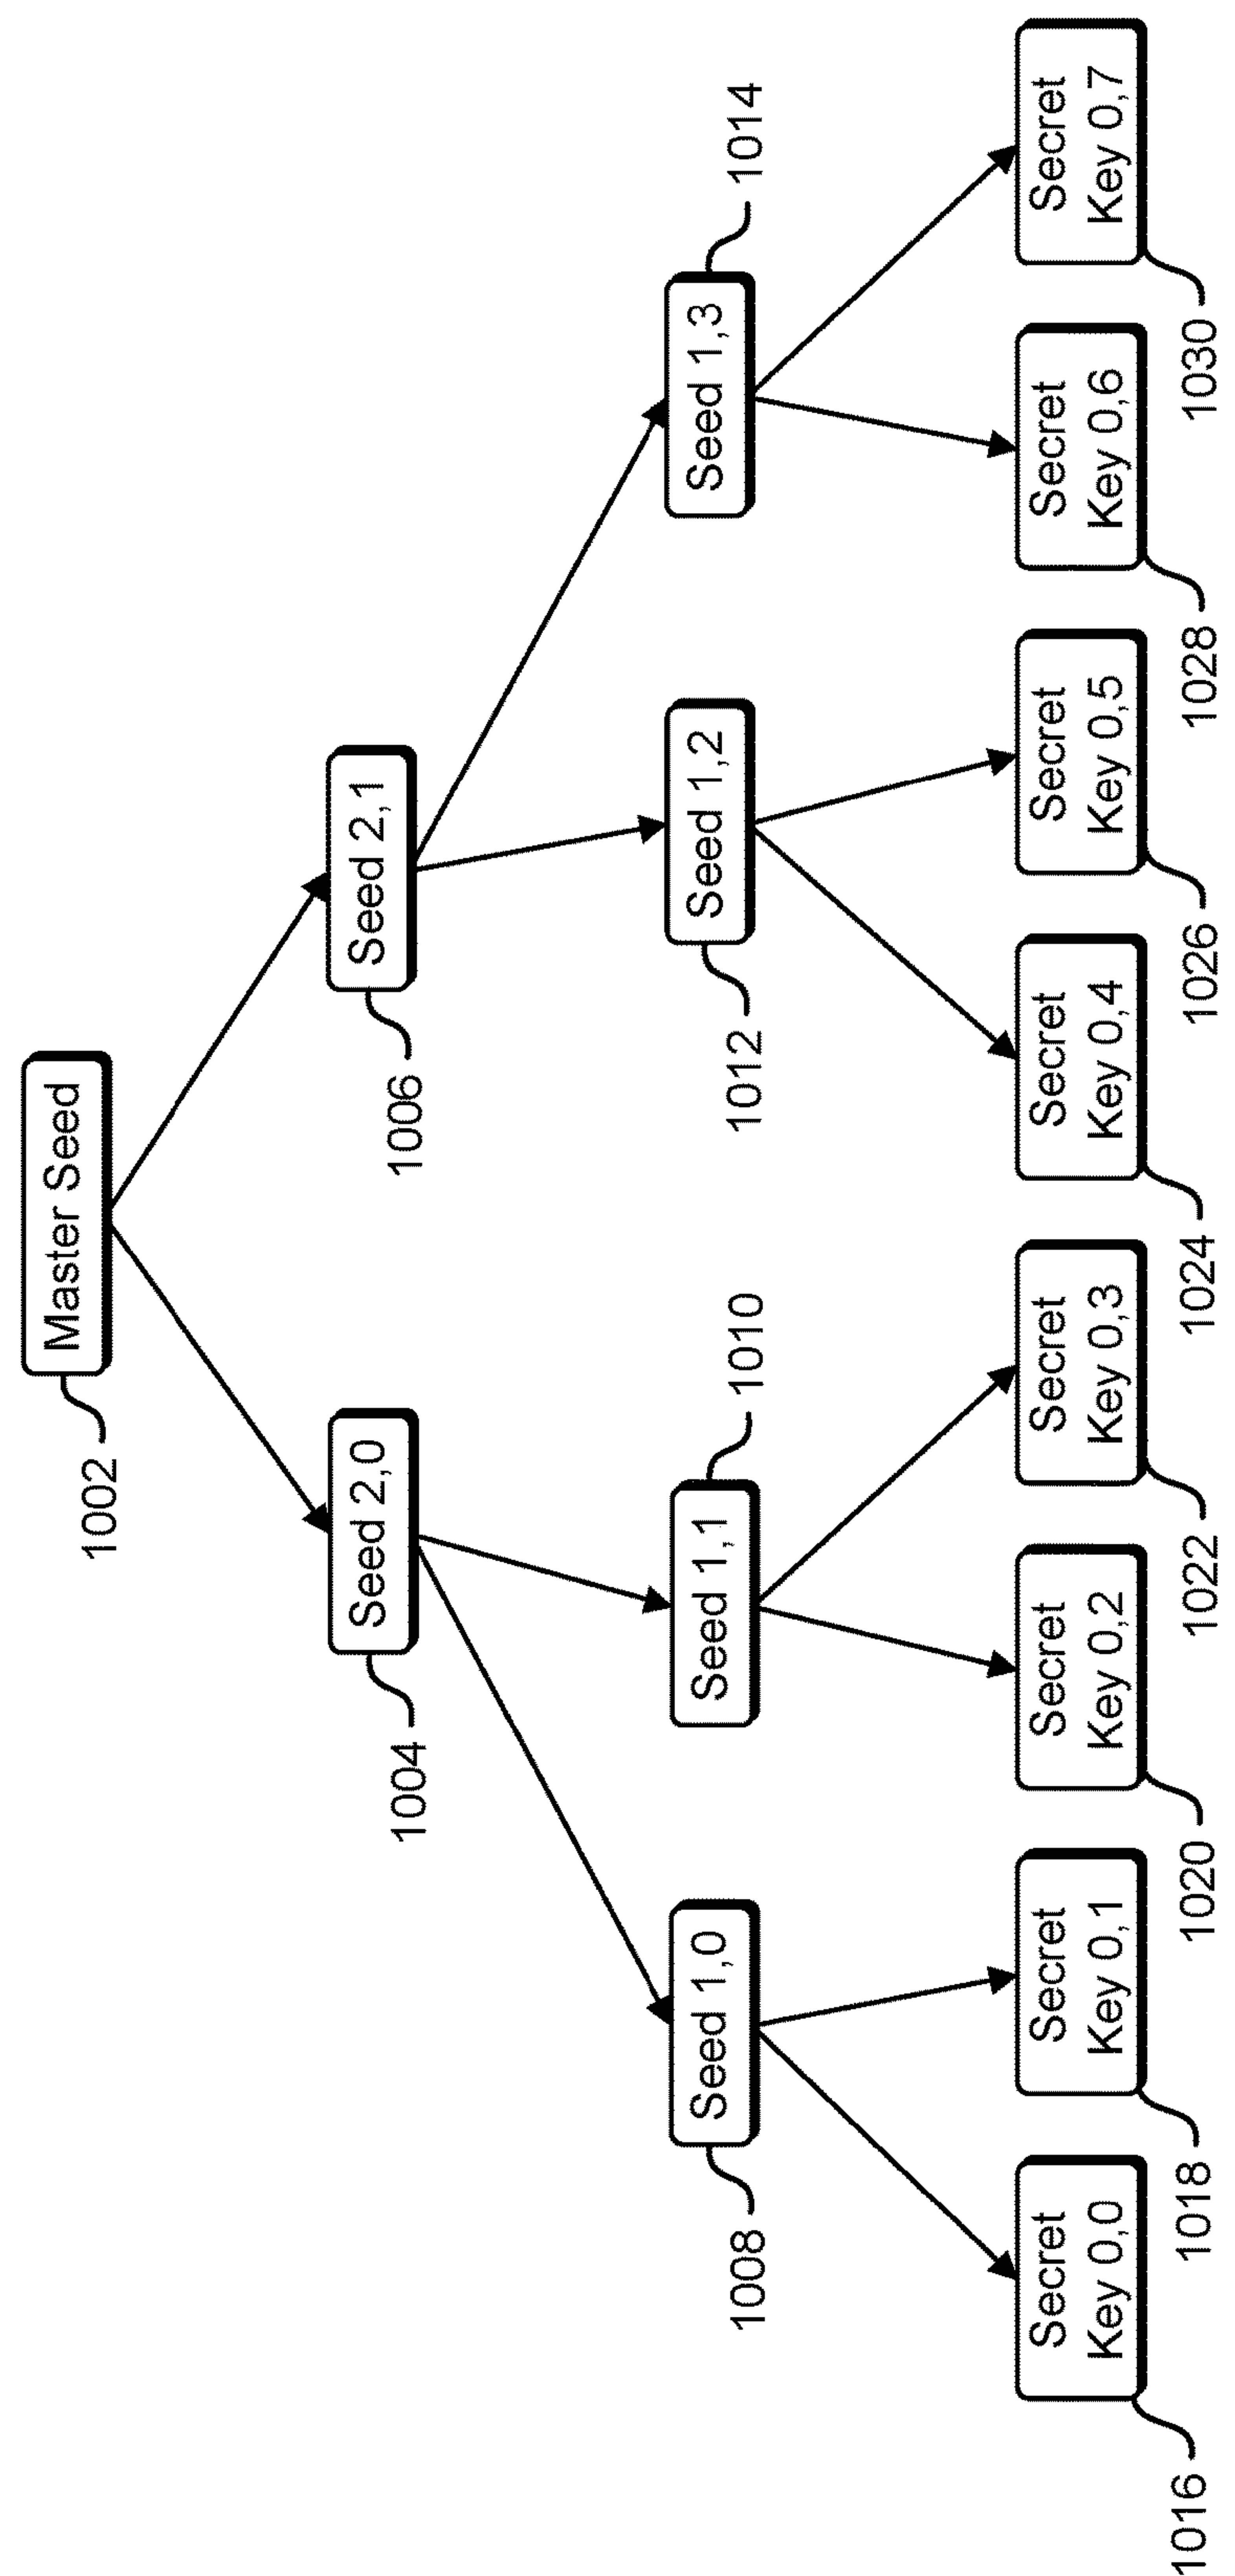 Master Seed
1002
Seed 2,0
1004
Seed 2,1
1006
Seed 1,0
1008
Seed 1,1
1010
Seed 1,2
1012
Seed 1,3
1014
Secret
Key 0,0
1016
Secret
Key 0,1
1018
Secret
Key 0,2
1020
Secret
Key 0,3
1022
Secret
Key 0,4
1024
Secret
Key 0,5
1026
Secret
Key 0,6
1028
Secret
Key 0,7
1030